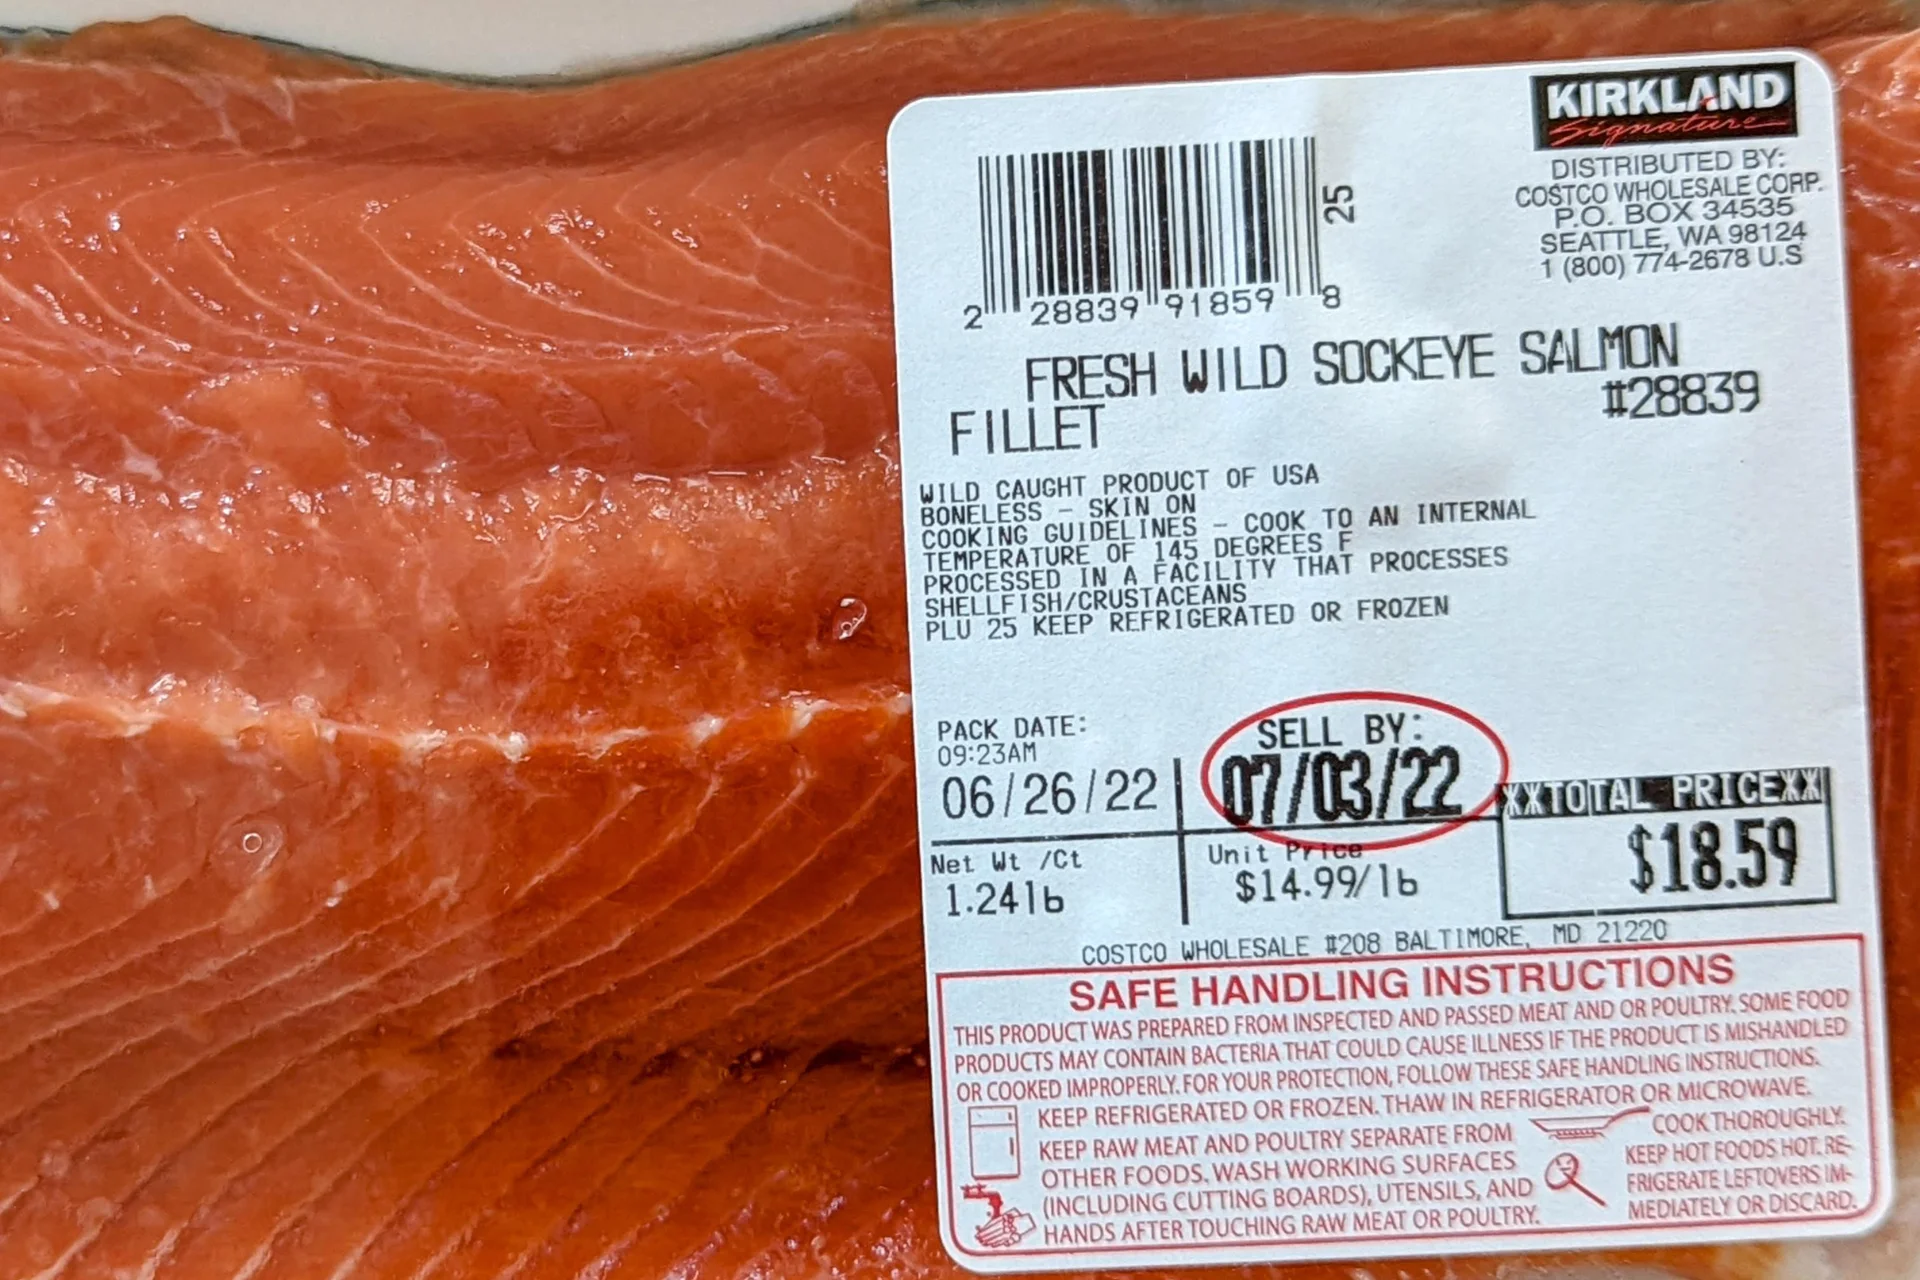 KIRKLAND
Signature
DISTRIBUTED BY:
COSTCO WHOLESALE CORP.
P.O. BOX 34535
SEATTLE, WA 98124
1 (800) 774-2678 U.S
25
2 28839 91859 8
FRESH WILD SOCKEYE SALMON
FILLET #28839
WILD CAUGHT PRODUCT OF USA
BONELESS - SKIN ON
COOKING GUIDELINES - COOK TO AN INTERNAL
TEMPERATURE OF 145 DEGREES F
PROCESSED IN A FACILITY THAT PROCESSES
SHELLFISH/CRUSTACEANS
PLU 25 KEEP REFRIGERATED OR FROZEN
PACK DATE:
09:23AM
06/26/22
SELL BY:
07/03/22
XXTOTAL PRICEXX
$18.59
Net Wt /Ct
1.24lb
Unit Price
$14.99/lb
COSTCO WHOLESALE #208 BALTIMORE, MD 21220
SAFE HANDLING INSTRUCTIONS
THIS PRODUCT WAS PREPARED FROM INSPECTED AND PASSED MEAT AND OR POULTRY. SOME FOOD
PRODUCTS MAY CONTAIN BACTERIA THAT COULD CAUSE ILLNESS IF THE PRODUCT IS MISHANDLED
OR COOKED IMPROPERLY. FOR YOUR PROTECTION, FOLLOW THESE SAFE HANDLING INSTRUCTIONS.
KEEP REFRIGERATED OR FROZEN. THAW IN REFRIGERATOR OR MICROWAVE.
KEEP RAW MEAT AND POULTRY SEPARATE FROM
OTHER FOODS. WASH WORKING SURFACES
(INCLUDING CUTTING BOARDS), UTENSILS, AND
HANDS AFTER TOUCHING RAW MEAT OR POULTRY.
COOK THOROUGHLY.
KEEP HOT FOODS HOT. RE-
FRIGERATE LEFTOVERS IM-
MEDIATELY OR DISCARD.